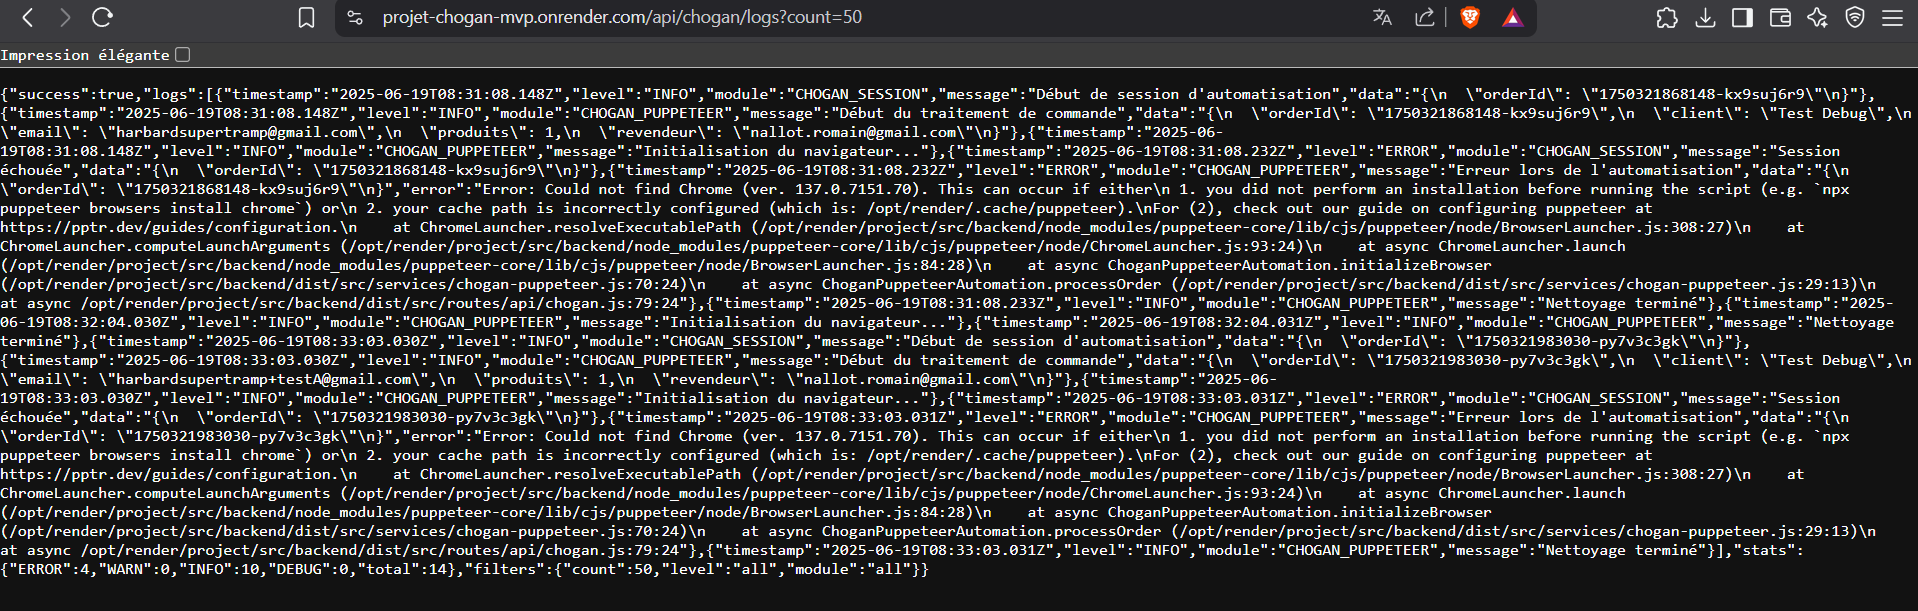 projet-chogan-mvp.onrender.com/api/chogan/logs?count=50
Impression élégante
{"success":true,"logs":[{"timestamp":"2025-06-19T08:31:08.148Z","level":"INFO","module":"CHOGAN_SESSION","message":"Début de session d'automatisation","data":"{\n  \"orderId\": \"1750321868148-kx9suj6r9\"\n}"},
{"timestamp":"2025-06-19T08:31:08.148Z","level":"INFO","module":"CHOGAN_PUPPETEER","message":"Début du traitement de commande","data":"{\n  \"orderId\": \"1750321868148-kx9suj6r9\",\n  \"client\": \"Test Debug\",\n
\"email\": \"harbardsupertramp@gmail.com\",\n  \"produits\": 1,\n  \"revendeur\": \"nallot.romain@gmail.com\"\n}"},{"timestamp":"2025-06-
19T08:31:08.148Z","level":"INFO","module":"CHOGAN_PUPPETEER","message":"Initialisation du navigateur..."},{"timestamp":"2025-06-19T08:31:08.232Z","level":"ERROR","module":"CHOGAN_SESSION","message":"Session
échouée","data":"{\n  \"orderId\": \"1750321868148-kx9suj6r9\"\n}"},{"timestamp":"2025-06-19T08:31:08.232Z","level":"ERROR","module":"CHOGAN_PUPPETEER","message":"Erreur lors de l'automatisation","data":"{\n
\"orderId\": \"1750321868148-kx9suj6r9\"\n}","error":"Error: Could not find Chrome (ver. 137.0.7151.70). This can occur if either\n 1. you did not perform an installation before running the script (e.g. `npx
puppeteer browsers install chrome`) or\n 2. your cache path is incorrectly configured (which is: /opt/render/.cache/puppeteer).\nFor (2), check out our guide on configuring puppeteer at
https://pptr.dev/guides/configuration.\n    at ChromeLauncher.resolveExecutablePath (/opt/render/project/src/backend/node_modules/puppeteer-core/lib/cjs/puppeteer/node/BrowserLauncher.js:308:27)\n    at
ChromeLauncher.computeLaunchArguments (/opt/render/project/src/backend/node_modules/puppeteer-core/lib/cjs/puppeteer/node/ChromeLauncher.js:93:24)\n    at async ChromeLauncher.launch
(/opt/render/project/src/backend/node_modules/puppeteer-core/lib/cjs/puppeteer/node/BrowserLauncher.js:84:28)\n    at async ChoganPuppeteerAutomation.initializeBrowser
(/opt/render/project/src/backend/dist/src/services/chogan-puppeteer.js:70:24)\n    at async ChoganPuppeteerAutomation.processOrder (/opt/render/project/src/backend/dist/src/services/chogan-puppeteer.js:29:13)\n
at async /opt/render/project/src/backend/dist/src/routes/api/chogan.js:79:24"},{"timestamp":"2025-06-19T08:31:08.233Z","level":"INFO","module":"CHOGAN_PUPPETEER","message":"Nettoyage terminé"},{"timestamp":"2025-
06-19T08:32:04.030Z","level":"INFO","module":"CHOGAN_PUPPETEER","message":"Initialisation du navigateur..."},{"timestamp":"2025-06-19T08:32:04.031Z","level":"INFO","module":"CHOGAN_PUPPETEER","message":"Nettoyage
terminé"},{"timestamp":"2025-06-19T08:33:03.030Z","level":"INFO","module":"CHOGAN_SESSION","message":"Début de session d'automatisation","data":"{\n  \"orderId\": \"1750321983030-py7v3c3gk\"\n}"},
{"timestamp":"2025-06-19T08:33:03.030Z","level":"INFO","module":"CHOGAN_PUPPETEER","message":"Début du traitement de commande","data":"{\n  \"orderId\": \"1750321983030-py7v3c3gk\",\n  \"client\": \"Test Debug\",\n
\"email\": \"harbardsupertramp+testA@gmail.com\",\n  \"produits\": 1,\n  \"revendeur\": \"nallot.romain@gmail.com\"\n}"},{"timestamp":"2025-06-
19T08:33:03.030Z","level":"INFO","module":"CHOGAN_PUPPETEER","message":"Initialisation du navigateur..."},{"timestamp":"2025-06-19T08:33:03.031Z","level":"ERROR","module":"CHOGAN_SESSION","message":"Session
échouée","data":"{\n  \"orderId\": \"1750321983030-py7v3c3gk\"\n}"},{"timestamp":"2025-06-19T08:33:03.031Z","level":"ERROR","module":"CHOGAN_PUPPETEER","message":"Erreur lors de l'automatisation","data":"{\n
\"orderId\": \"1750321983030-py7v3c3gk\"\n}","error":"Error: Could not find Chrome (ver. 137.0.7151.70). This can occur if either\n 1. you did not perform an installation before running the script (e.g. `npx
puppeteer browsers install chrome`) or\n 2. your cache path is incorrectly configured (which is: /opt/render/.cache/puppeteer).\nFor (2), check out our guide on configuring puppeteer at
https://pptr.dev/guides/configuration.\n    at ChromeLauncher.resolveExecutablePath (/opt/render/project/src/backend/node_modules/puppeteer-core/lib/cjs/puppeteer/node/BrowserLauncher.js:308:27)\n    at
ChromeLauncher.computeLaunchArguments (/opt/render/project/src/backend/node_modules/puppeteer-core/lib/cjs/puppeteer/node/ChromeLauncher.js:93:24)\n    at async ChromeLauncher.launch
(/opt/render/project/src/backend/node_modules/puppeteer-core/lib/cjs/puppeteer/node/BrowserLauncher.js:84:28)\n    at async ChoganPuppeteerAutomation.initializeBrowser
(/opt/render/project/src/backend/dist/src/services/chogan-puppeteer.js:70:24)\n    at async ChoganPuppeteerAutomation.processOrder (/opt/render/project/src/backend/dist/src/services/chogan-puppeteer.js:29:13)\n
at async /opt/render/project/src/backend/dist/src/routes/api/chogan.js:79:24"},{"timestamp":"2025-06-19T08:33:03.031Z","level":"INFO","module":"CHOGAN_PUPPETEER","message":"Nettoyage terminé"}],"stats":
{"ERROR":4,"WARN":0,"INFO":10,"DEBUG":0,"total":14},"filters":{"count":50,"level":"all","module":"all"}}